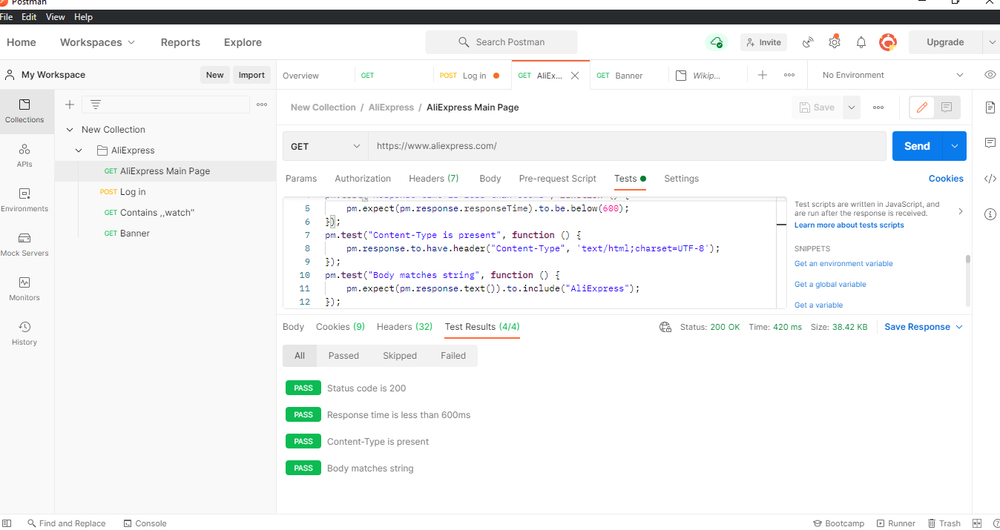 Postman
File Edit View Help
Home Workspaces Reports Explore Search Postman Invite Upgrade
My Workspace New Import Overview GET POST Log in GET AliEx... GET Banner Wikip... No Environment
Collections
APIs
Environments
Mock Servers
Monitors
History
New Collection
AliExpress
GET AliExpress Main Page
POST Log in
GET Contains ,,watch"
GET Banner
New Collection / AliExpress / AliExpress Main Page Save
GET https://www.aliexpress.com/ Send
Params Authorization Headers (7) Body Pre-request Script Tests Settings Cookies
5 pm.expect(pm.response.responseTime).to.be.below(600);
6 });
7 pm.test("Content-Type is present", function () {
8 pm.response.to.have.header("Content-Type", 'text/html;charset=UTF-8');
9 });
10 pm.test("Body matches string", function () {
11 pm.expect(pm.response.text()).to.include("AliExpress");
12 });
Test scripts are written in JavaScript, and
are run after the response is received.
Learn more about tests scripts
SNIPPETS
Get an environment variable
Get a global variable
Get a variable
Body Cookies (9) Headers (32) Test Results (4/4) Status: 200 OK Time: 420 ms Size: 38.42 KB Save Response
All Passed Skipped Failed
PASS Status code is 200
PASS Response time is less than 600ms
PASS Content-Type is present
PASS Body matches string
Find and Replace Console Bootcamp Runner Trash